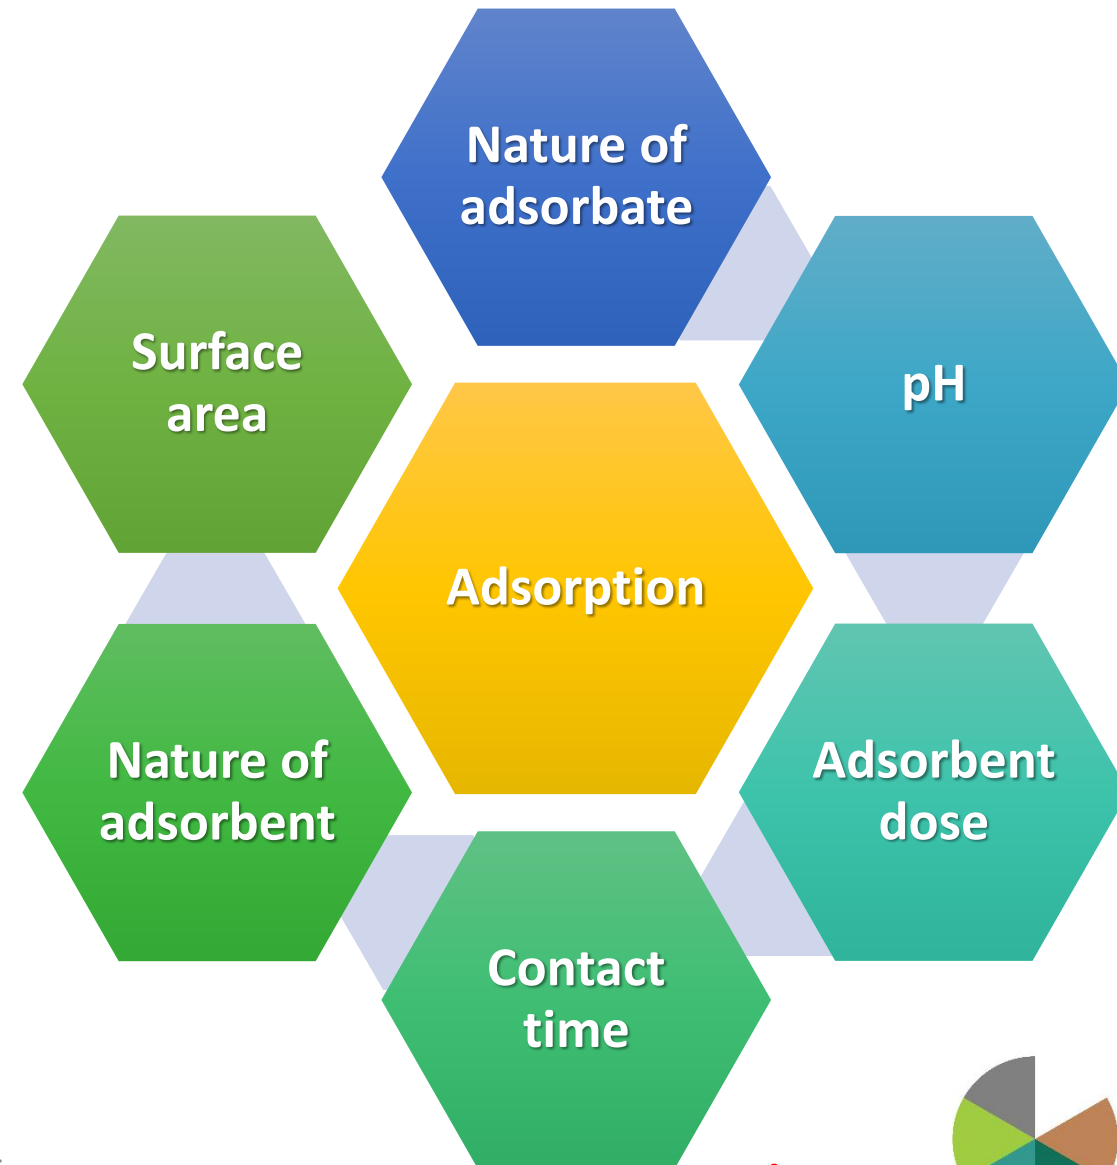 Nature of
adsorbate
Surface
area
pH
Adsorption
Nature of
adsorbent
Adsorbent
dose
Contact
time